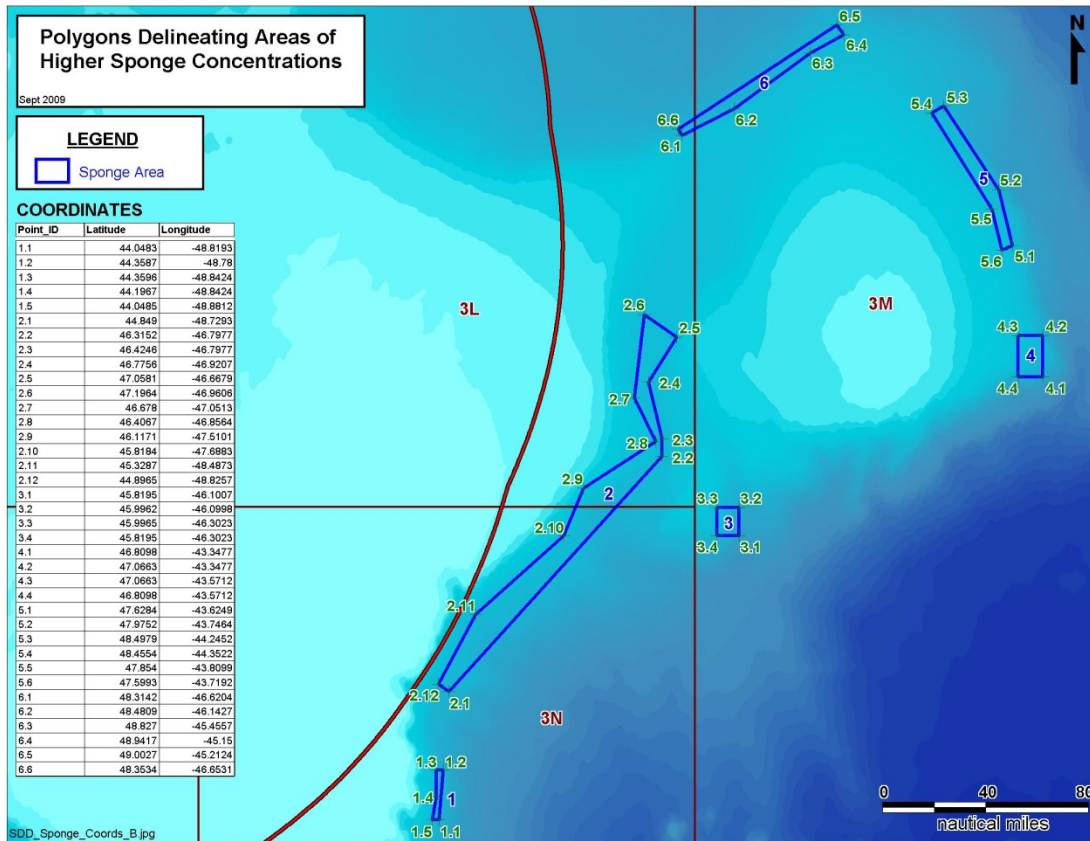 Polygons Delineating Areas of
Higher Sponge Concentrations
Sept 2009
LEGEND
Sponge Area
COORDINATES
Point_ID Latitude Longitude
1.1 44.0483 -48.8193
1.2 44.3587 -48.78
1.3 44.3596 -48.8424
1.4 44.1967 -48.8424
1.5 44.0485 -48.8812
2.1 44.849 -48.7293
2.2 46.3152 -46.7977
2.3 46.4246 -46.7977
2.4 46.7756 -46.9207
2.5 47.0581 -46.6679
2.6 47.1964 -46.9606
2.7 46.678 -47.0513
2.8 46.4067 -46.8564
2.9 46.1171 -47.5101
2.10 45.8184 -47.6883
2.11 45.3287 -48.4873
2.12 44.8965 -48.8257
3.1 45.8195 -46.1007
3.2 45.9962 -46.0998
3.3 45.9965 -46.3023
3.4 45.8195 -46.3023
4.1 46.8098 -43.3477
4.2 47.0663 -43.3477
4.3 47.0663 -43.5712
4.4 46.8098 -43.5712
5.1 47.6284 -43.6249
5.2 47.9752 -43.7464
5.3 48.4979 -44.2452
5.4 48.4554 -44.3522
5.5 47.854 -43.8099
5.6 47.5993 -43.7192
6.1 48.3142 -46.6204
6.2 48.4809 -46.1427
6.3 48.827 -45.4557
6.4 48.9417 -45.15
6.5 49.0027 -45.2124
6.6 48.3534 -46.6531
SDD_Sponge_Coords_B.jpg
6.5
6.4
6.3
6
6.2
6.6
6.1
N
5.4
5.3
5
5.2
5.5
5.6
5.1
3L
3M
2.6
2.5
2.4
2.7
2.8
2.3
2.2
4.3
4.2
4
4.4
4.1
2.9
2
2.10
3.3
3.2
3
3.4
3.1
2.11
2.12
2.1
3N
1.3
1.2
1.4
1
1.5
1.1
0 40 80
nautical miles